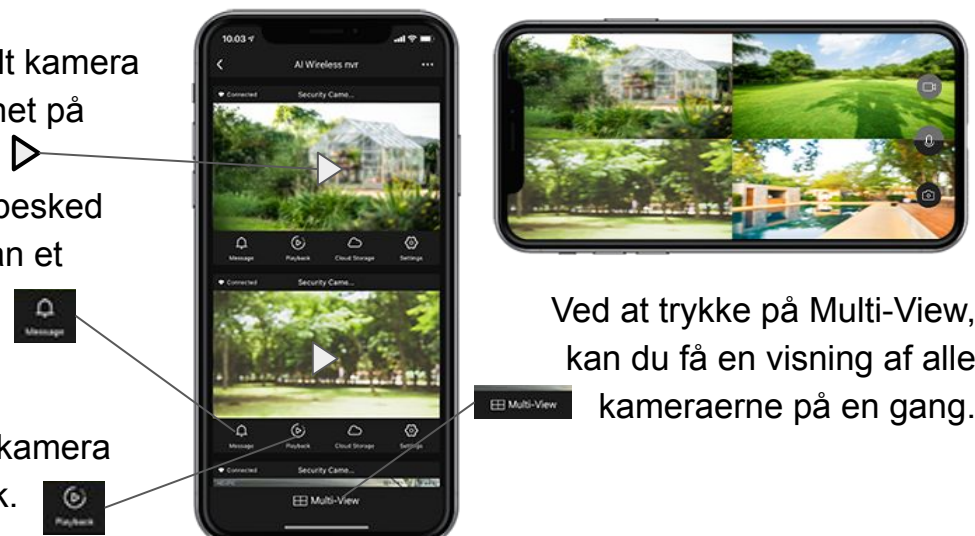 lt kamera
net på
besked
an et
Message
kamera
k.
Playback
10.03
AI Wireless nvr
Connected
Security Came...
Message Playback Cloud Storage Settings
Connected
Security Came...
Message Playback Cloud Storage Settings
Connected
Security Came...
Multi-View
Ved at trykke på Multi-View,
kan du få en visning af alle
Multi-View
kameraerne på en gang.